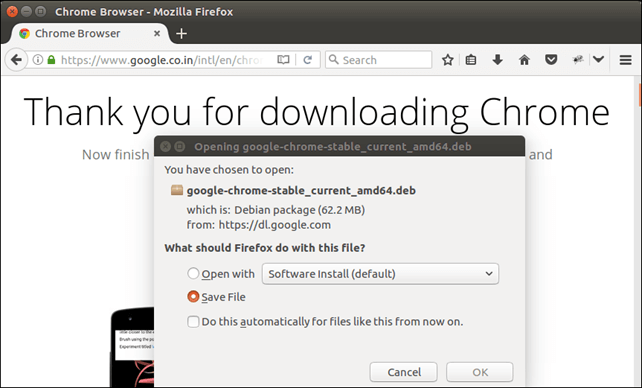 Chrome Browser - Mozilla Firefox
Chrome Browser
https://www.google.co.in/intl/en/chro
Search
Thank you for downloading Chrome
Now finish
and
Opening google-chrome-stable_current_amd64.deb
You have chosen to open:
google-chrome-stable_current_amd64.deb
which is: Debian package (62.2 MB)
from: https://dl.google.com
What should Firefox do with this file?
Open with
Software Install (default)
Save File
Do this automatically for files like this from now on.
Cancel
OK